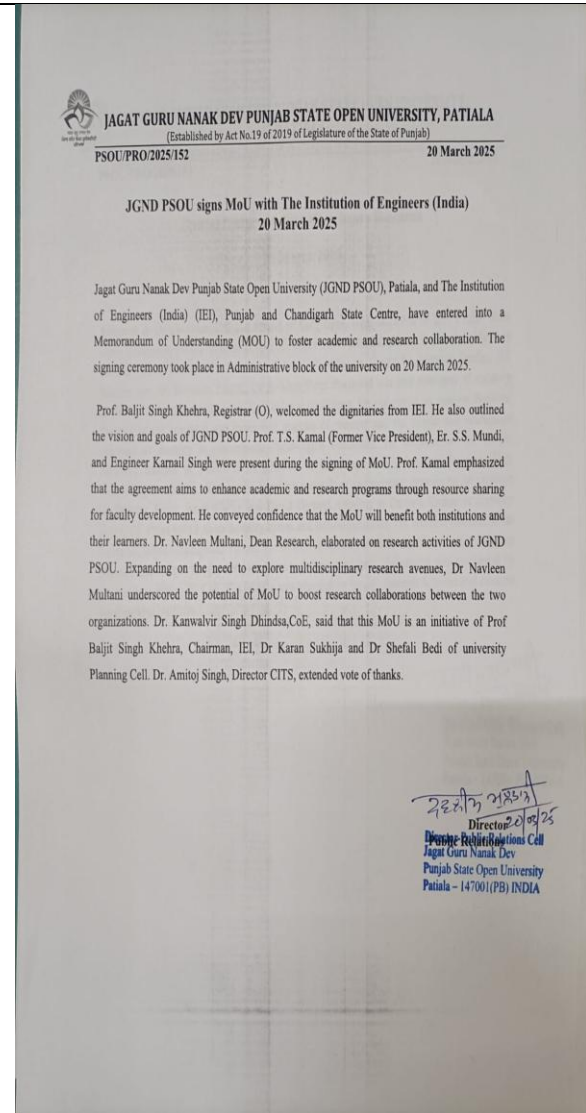 JAGAT GURU NANAK DEV PUNJAB STATE OPEN UNIVERSITY, PATIALA
(Established by Act No.19 of 2019 of Legislature of the State of Punjab)
PSOU/PRO/2025/152 20 March 2025
JGND PSOU signs MoU with The Institution of Engineers (India)
20 March 2025
Jagat Guru Nanak Dev Punjab State Open University (JGND PSOU), Patiala, and The Institution
of Engineers (India) (IEI), Punjab and Chandigarh State Centre, have entered into a
Memorandum of Understanding (MOU) to foster academic and research collaboration. The
signing ceremony took place in Administrative block of the university on 20 March 2025.
Prof. Baljit Singh Khehra, Registrar (O), welcomed the dignitaries from IEI. He also outlined
the vision and goals of JGND PSOU. Prof. T.S. Kamal (Former Vice President), Er. S.S. Mundi,
and Engineer Karnail Singh were present during the signing of MoU. Prof. Kamal emphasized
that the agreement aims to enhance academic and research programs through resource sharing
for faculty development. He conveyed confidence that the MoU will benefit both institutions and
their learners. Dr. Navleen Multani, Dean Research, elaborated on research activities of JGND
PSOU. Expanding on the need to explore multidisciplinary research avenues, Dr Navleen
Multani underscored the potential of MoU to boost research collaborations between the two
organizations. Dr. Kanwalvir Singh Dhindsa,CoE, said that this MoU is an initiative of Prof
Baljit Singh Khehra, Chairman, IEI, Dr Karan Sukhija and Dr Shefali Bedi of university
Planning Cell. Dr. Amitoj Singh, Director CITS, extended vote of thanks.
Director 20/03/25
Public Relations
Director Public Relations Cell
Jagat Guru Nanak Dev
Punjab State Open University
Patiala – 147001(PB) INDIA